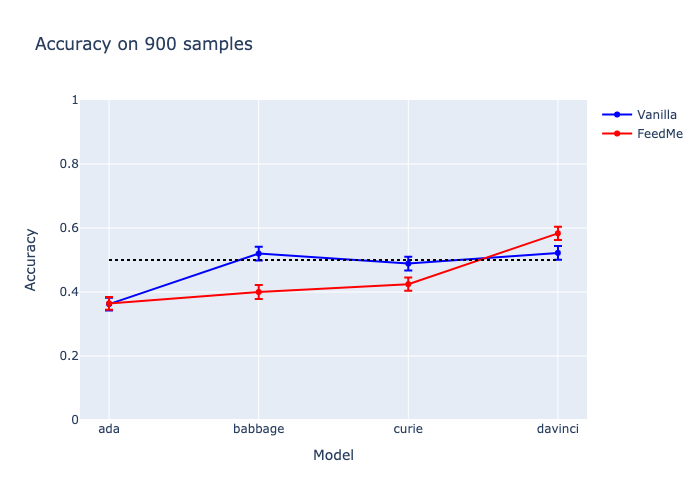 Accuracy on 900 samples
Vanilla
FeedMe
1
0.8
0.6
0.4
0.2
0
Accuracy
ada
babbage
curie
davinci
Model